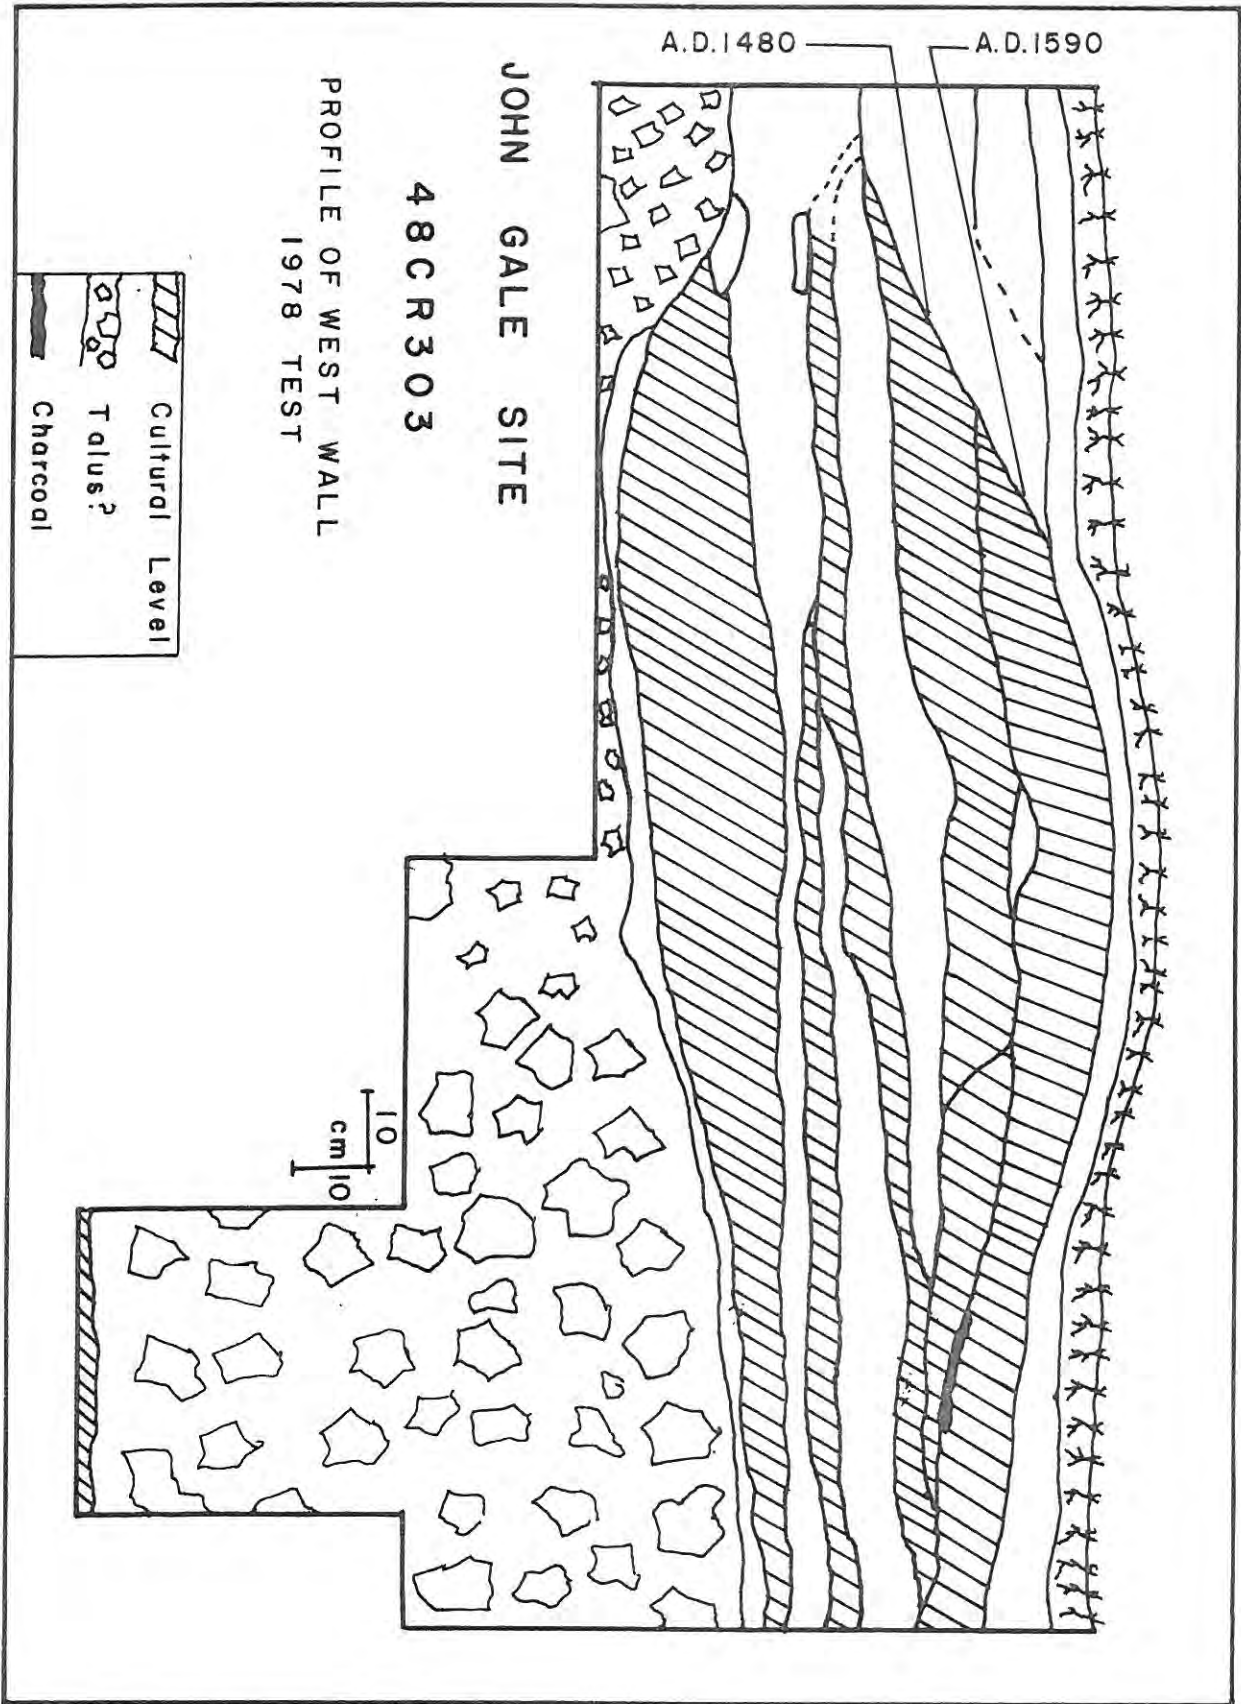 A.D.1480
A.D.1590
JOHN GALE SITE
48CR303
PROFILE OF WEST WALL
1978 TEST
Cultural Level
Talus?
Charcoal
10
cm 10